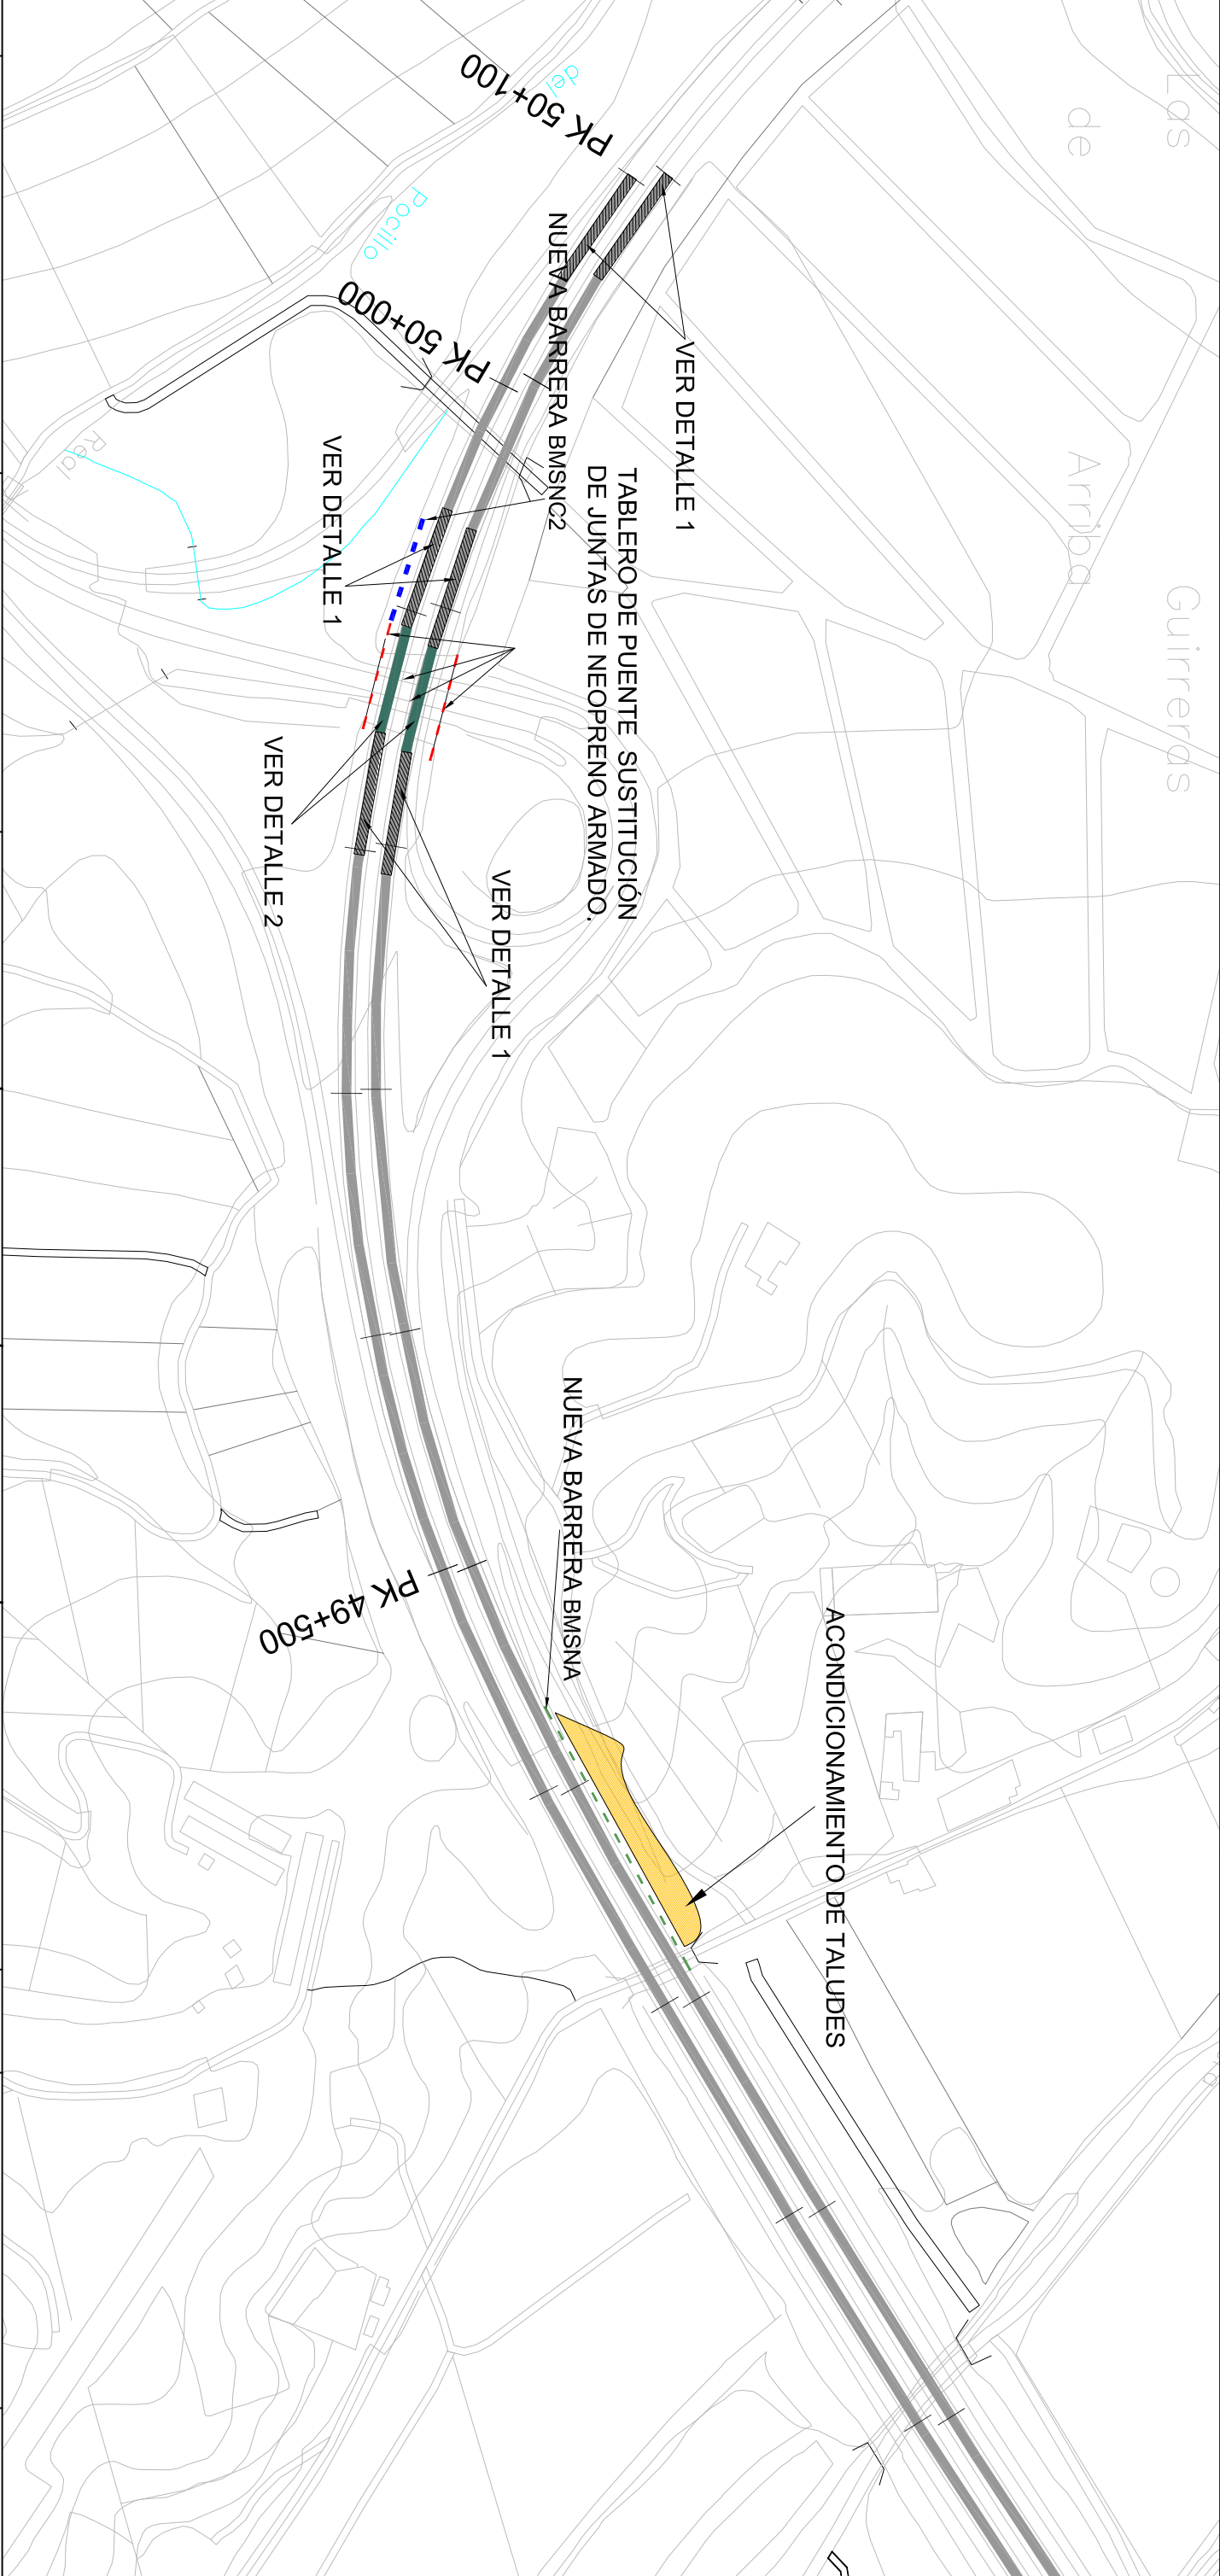 Las
de
Arriba
Guirreras
del
Pocillo
Rea
PK 50+100
PK 50+000
NUEVA BARRERA BMSNC2
VER DETALLE 1
VER DETALLE 1
TABLERO DE PUENTE SUSTITUCIÓN
DE JUNTAS DE NEOPRENO ARMADO.
VER DETALLE 2
VER DETALLE 1
NUEVA BARRERA BMSNA
PK 49+500
ACONDICIONAMIENTO DE TALUDES